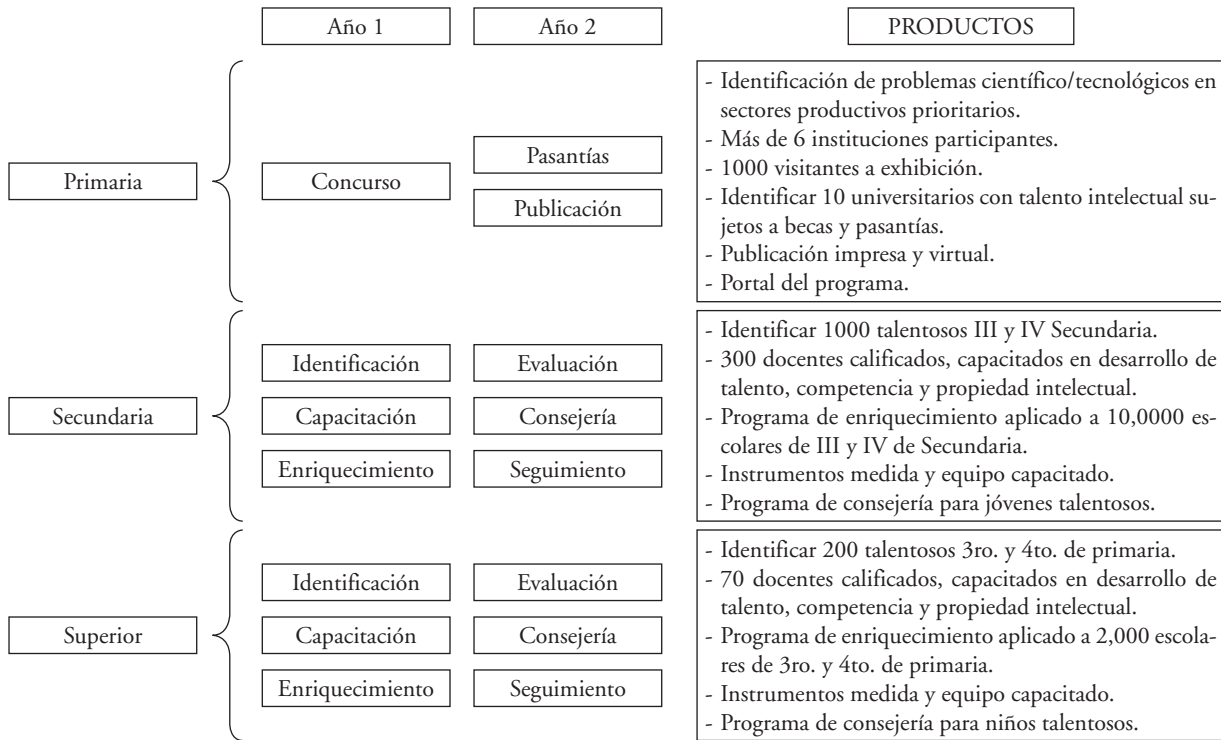 Año 1
Año 2
PRODUCTOS
Primaria
Concurso
Pasantías
Publicación
- Identificación de problemas científico/tecnológicos en
sectores productivos prioritarios.
- Más de 6 instituciones participantes.
- 1000 visitantes a exhibición.
- Identificar 10 universitarios con talento intelectual su-
jetos a becas y pasantías.
- Publicación impresa y virtual.
- Portal del programa.
Secundaria
Identificación
Capacitación
Enriquecimiento
Evaluación
Consejería
Seguimiento
- Identificar 1000 talentosos III y IV Secundaria.
- 300 docentes calificados, capacitados en desarrollo de
talento, competencia y propiedad intelectual.
- Programa de enriquecimiento aplicado a 10,0000 es-
colares de III y IV de Secundaria.
- Instrumentos medida y equipo capacitado.
- Programa de consejería para jóvenes talentosos.
Superior
Identificación
Capacitación
Enriquecimiento
Evaluación
Consejería
Seguimiento
- Identificar 200 talentosos 3ro. y 4to. de primaria.
- 70 docentes calificados, capacitados en desarrollo de
talento, competencia y propiedad intelectual.
- Programa de enriquecimiento aplicado a 2,000 escola-
res de 3ro. y 4to. de primaria.
- Instrumentos medida y equipo capacitado.
- Programa de consejería para niños talentosos.